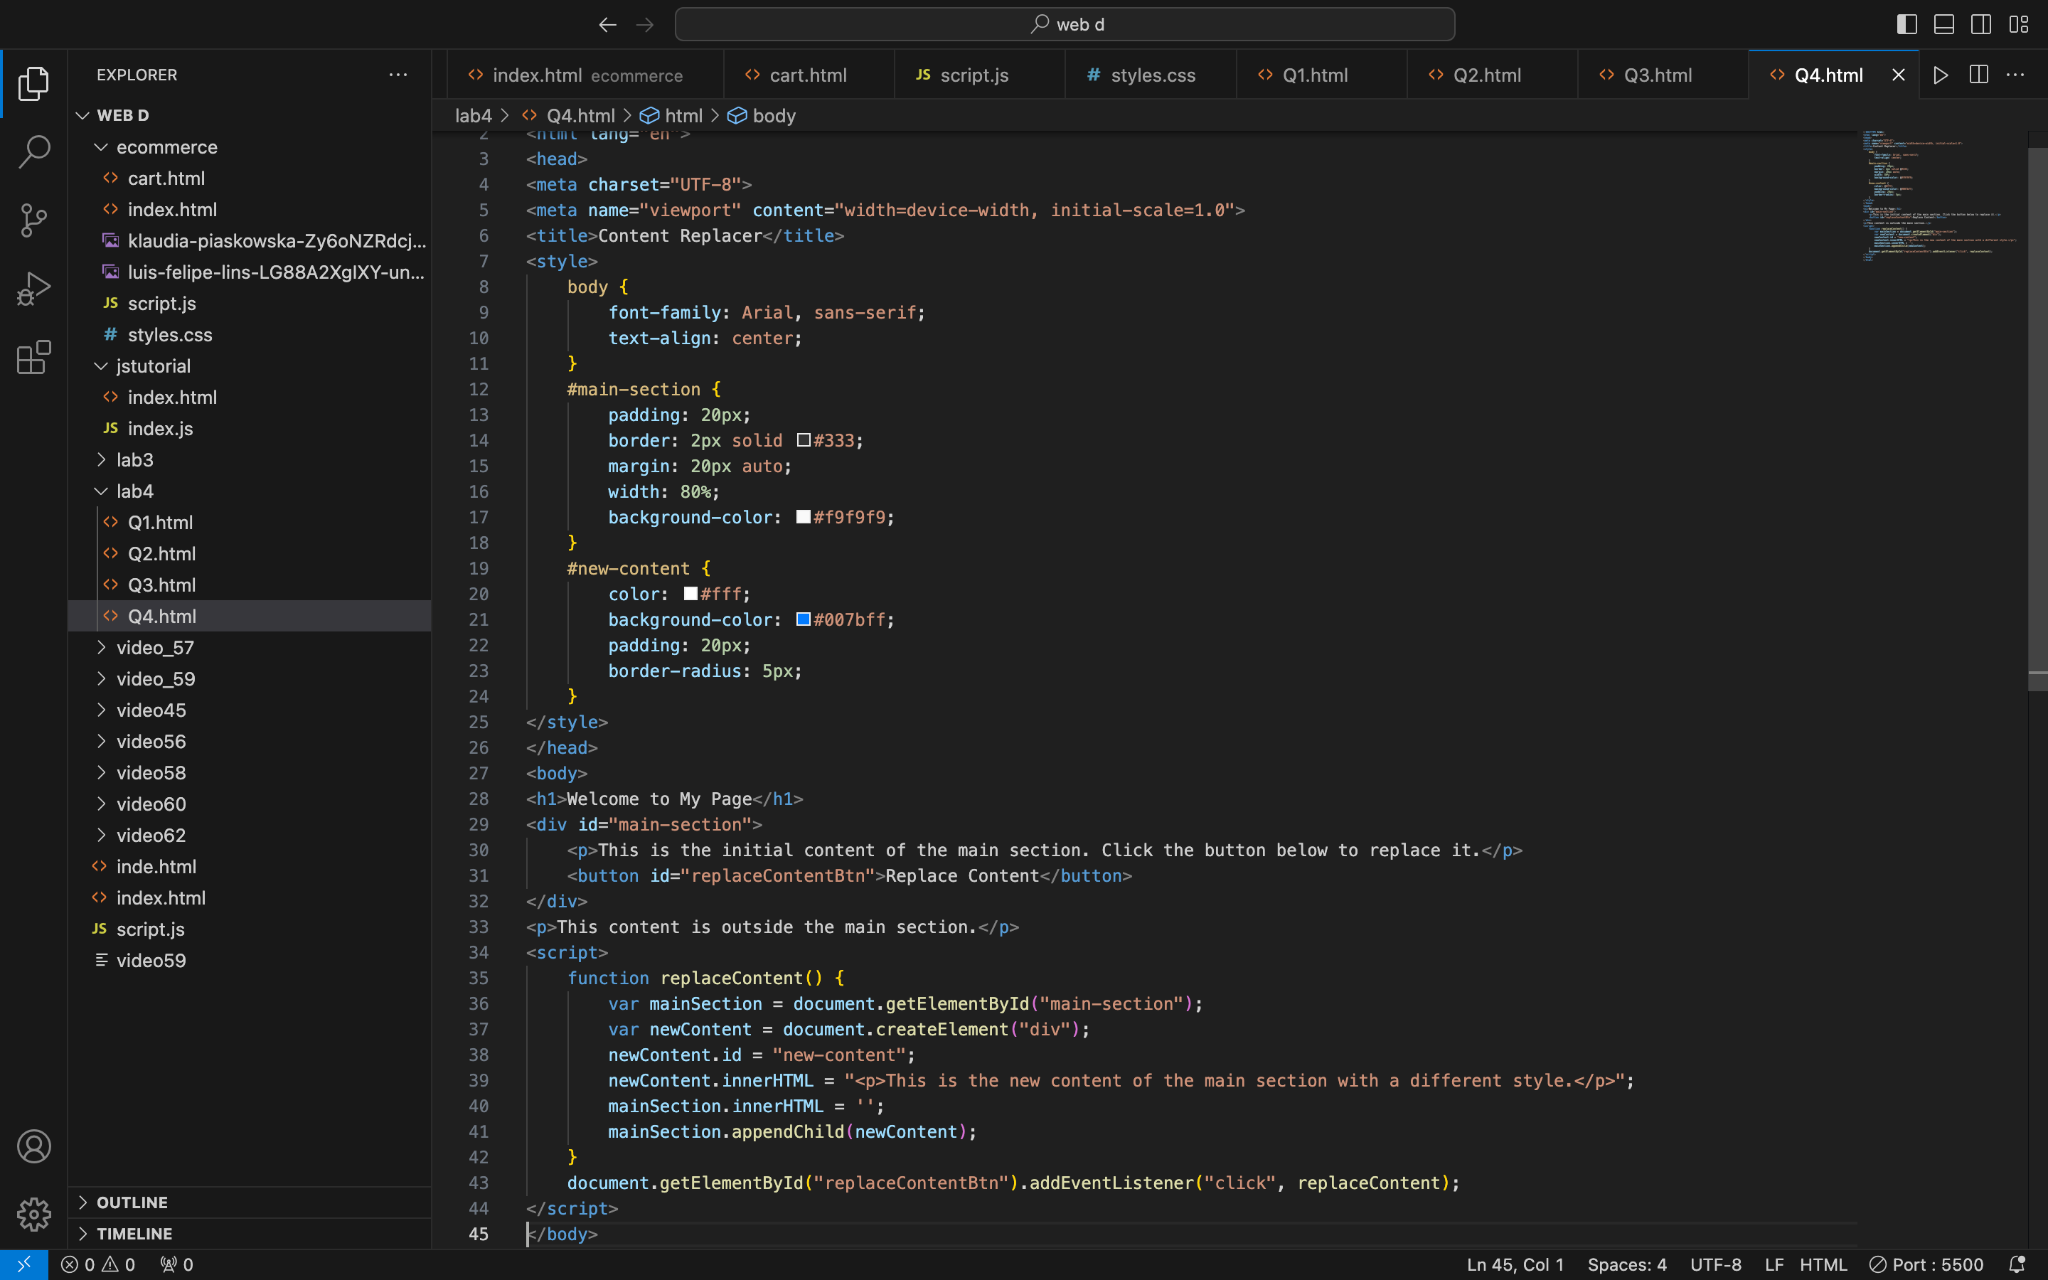 web d
EXPLORER
WEB D
ecommerce
cart.html
index.html
klaudia-piaskowska-Zy6oNZRdcj...
luis-felipe-lins-LG88A2XgIXY-un...
JS script.js
# styles.css
jstutorial
index.html
JS index.js
lab3
lab4
Q1.html
Q2.html
Q3.html
Q4.html
video_57
video_59
video45
video56
video58
video60
video62
inde.html
index.html
JS script.js
video59
OUTLINE
TIMELINE
index.html ecommerce
cart.html
JS script.js
# styles.css
Q1.html
Q2.html
Q3.html
Q4.html
lab4 > Q4.html > html > body
2 <html lang="en">
3 <head>
4 <meta charset="UTF-8">
5 <meta name="viewport" content="width=device-width, initial-scale=1.0">
6 <title>Content Replacer</title>
7 <style>
8 body {
9 font-family: Arial, sans-serif;
10 text-align: center;
11 }
12 #main-section {
13 padding: 20px;
14 border: 2px solid #333;
15 margin: 20px auto;
16 width: 80%;
17 background-color: #f9f9f9;
18 }
19 #new-content {
20 color: #fff;
21 background-color: #007bff;
22 padding: 20px;
23 border-radius: 5px;
24 }
25 </style>
26 </head>
27 <body>
28 <h1>Welcome to My Page</h1>
29 <div id="main-section">
30 <p>This is the initial content of the main section. Click the button below to replace it.</p>
31 <button id="replaceContentBtn">Replace Content</button>
32 </div>
33 <p>This content is outside the main section.</p>
34 <script>
35 function replaceContent() {
36 var mainSection = document.getElementById("main-section");
37 var newContent = document.createElement("div");
38 newContent.id = "new-content";
39 newContent.innerHTML = "<p>This is the new content of the main section with a different style.</p>";
40 mainSection.innerHTML = '';
41 mainSection.appendChild(newContent);
42 }
43 document.getElementById("replaceContentBtn").addEventListener("click", replaceContent);
44 </script>
45 </body>
0 0 0
Ln 45, Col 1 Spaces: 4 UTF-8 LF HTML Port : 5500